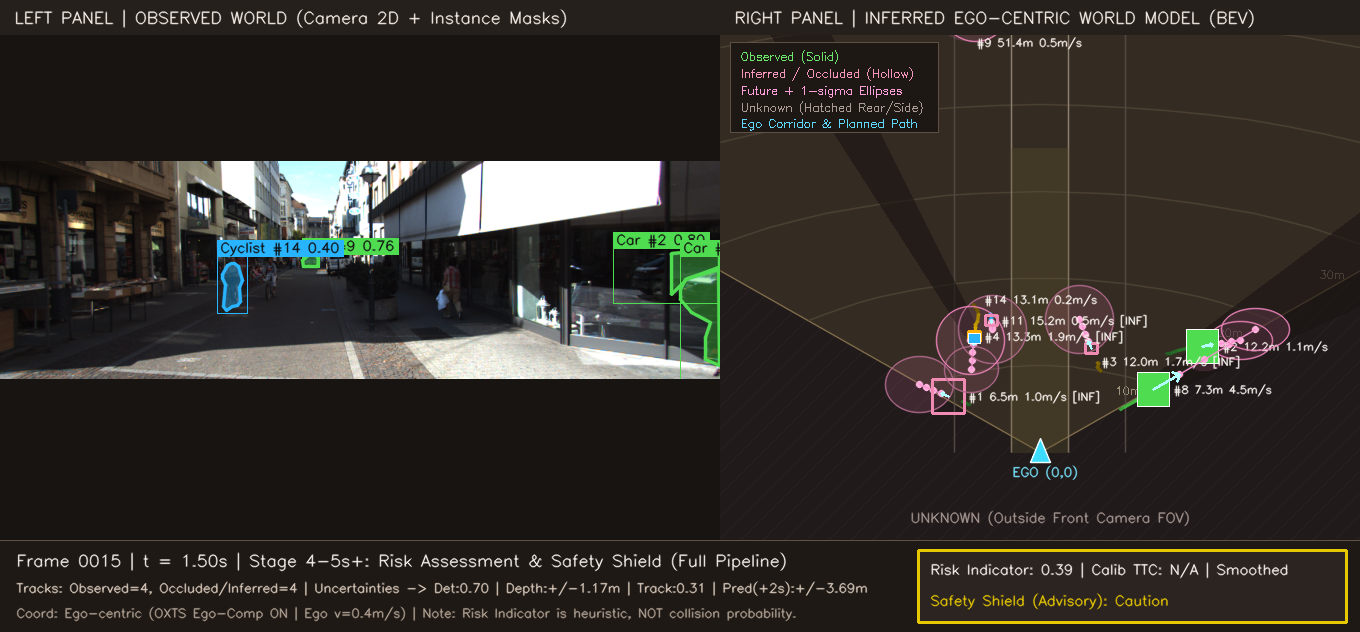 LEFT PANEL | OBSERVED WORLD (Camera 2D + Instance Masks)
RIGHT PANEL | INFERRED EGO-CENTRIC WORLD MODEL (BEV)
#9 51.4m 0.5m/s
Observed (Solid)
Inferred / Occluded (Hollow)
Future + 1-sigma Ellipses
Unknown (Hatched Rear/Side)
Ego Corridor & Planned Path
Cyclist #14 0.40
#9 0.76
Car #2 0.80
Car #
30m
#14 13.1m 0.2m/s
#11 15.2m 0.5m/s [INF]
#4 13.3m 1.9m/s [INF]
#2 12.2m 1.1m/s
#3 12.0m 1.7m/s [INF]
10m
#8 7.3m 4.5m/s
#1 6.5m 1.0m/s [INF]
EGO (0,0)
UNKNOWN (Outside Front Camera FOV)
Frame 0015 | t = 1.50s | Stage 4-5s+: Risk Assessment & Safety Shield (Full Pipeline)
Tracks: Observed=4, Occluded/Inferred=4 | Uncertainties -> Det:0.70 | Depth:+/-1.17m | Track:0.31 | Pred(+2s):+/-3.69m
Coord: Ego-centric (OXTS Ego-Comp ON | Ego v=0.4m/s) | Note: Risk Indicator is heuristic, NOT collision probability.
Risk Indicator: 0.39 | Calib TTC: N/A | Smoothed
Safety Shield (Advisory): Caution